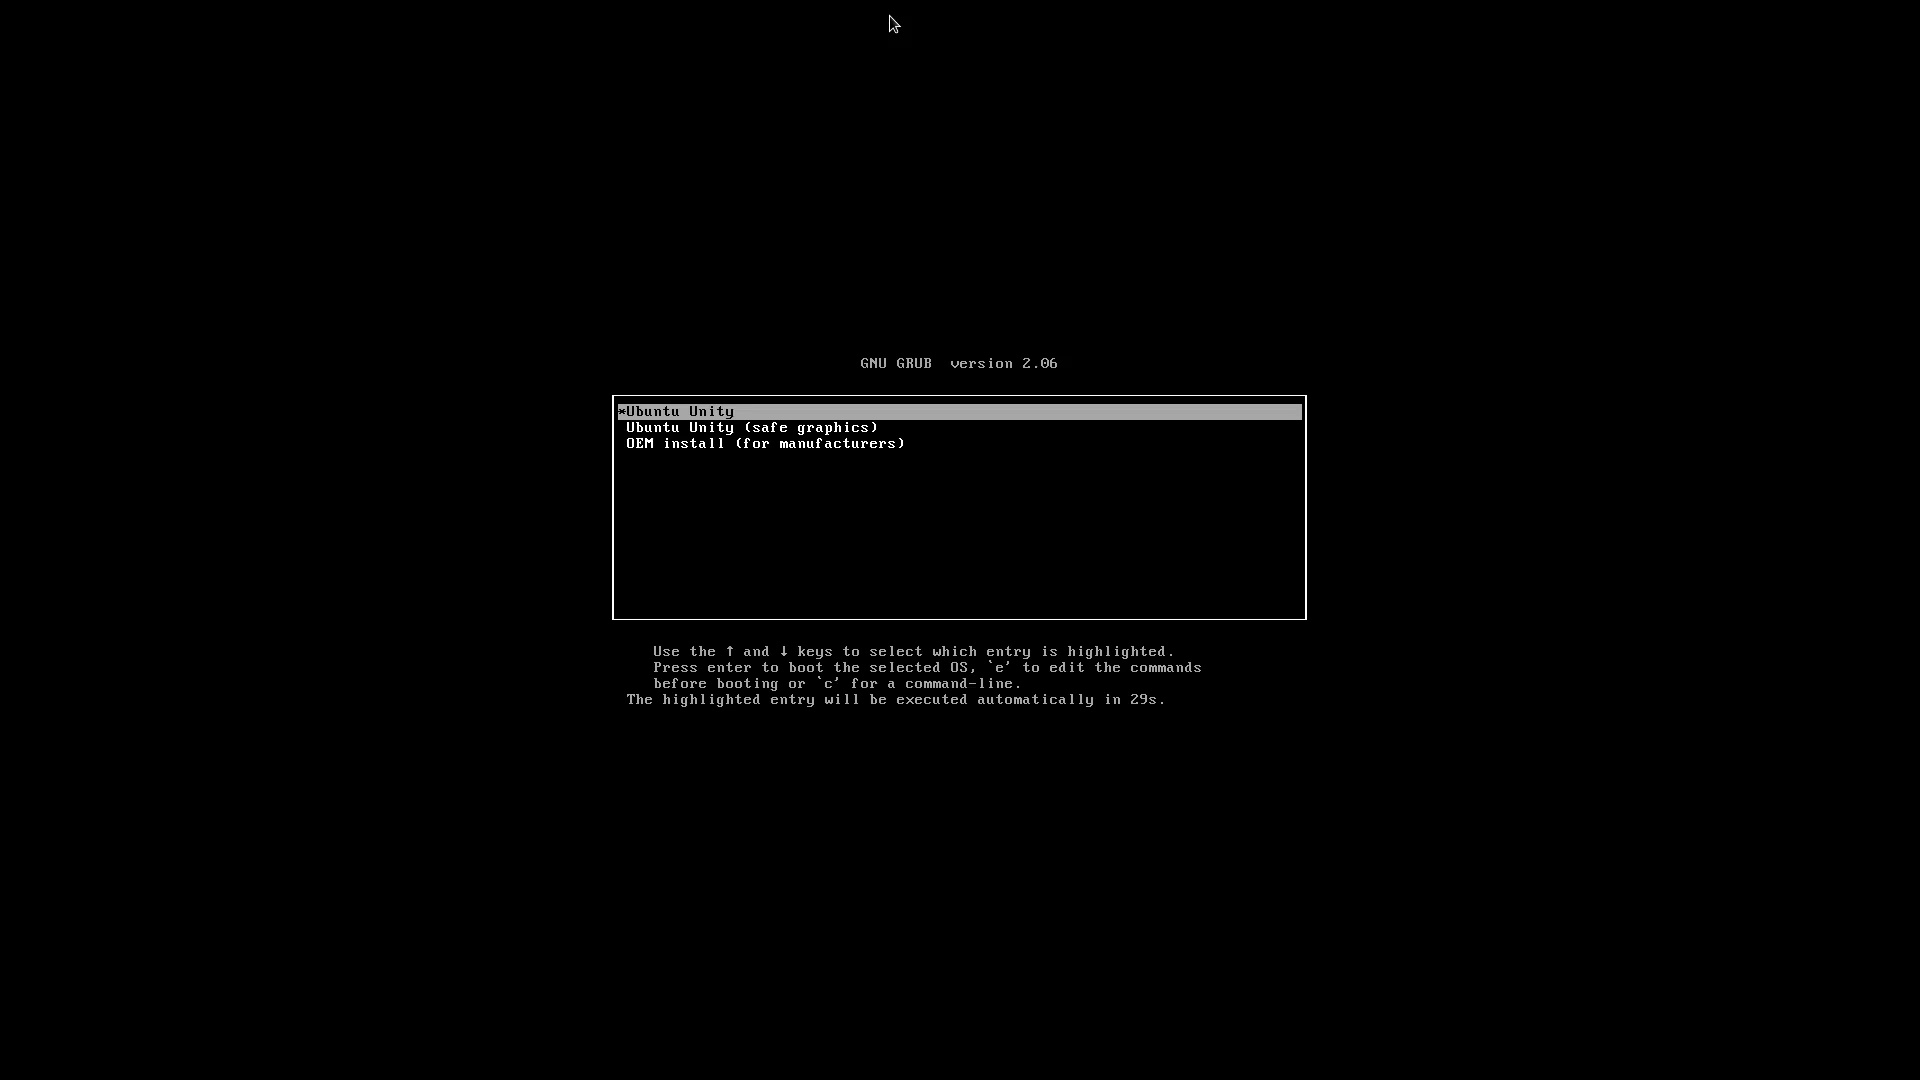 GNU GRUB  version 2.06
*Ubuntu Unity
Ubuntu Unity (safe graphics)
OEM install (for manufacturers)
Use the ↑ and ↓ keys to select which entry is highlighted.
Press enter to boot the selected OS, `e' to edit the commands
before booting or `c' for a command-line.
The highlighted entry will be executed automatically in 29s.